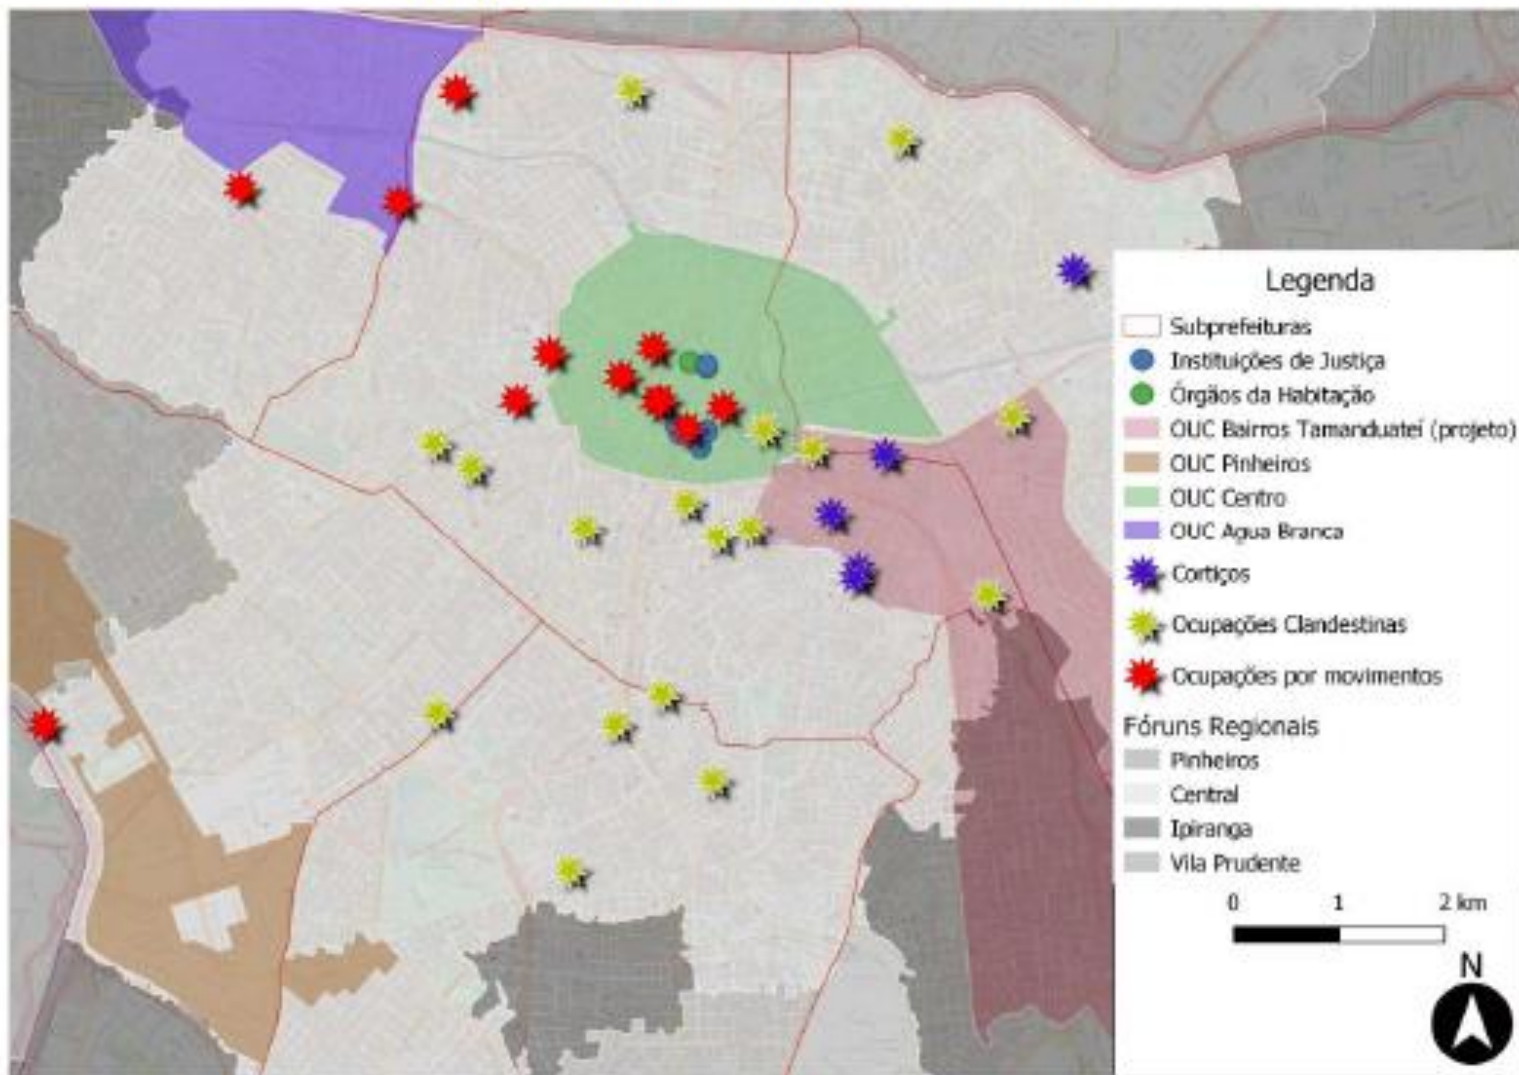 Legenda
Subprefeituras
Instituições de Justiça
Órgãos da Habitação
OUC Bairros Tamanduateí (projeto)
OUC Pinheiros
OUC Centro
OUC Agua Branca
Cortiços
Ocupações Clandestinas
Ocupações por movimentos
Fóruns Regionais
Pinheiros
Central
Ipiranga
Vila Prudente
0 1 2 km
N